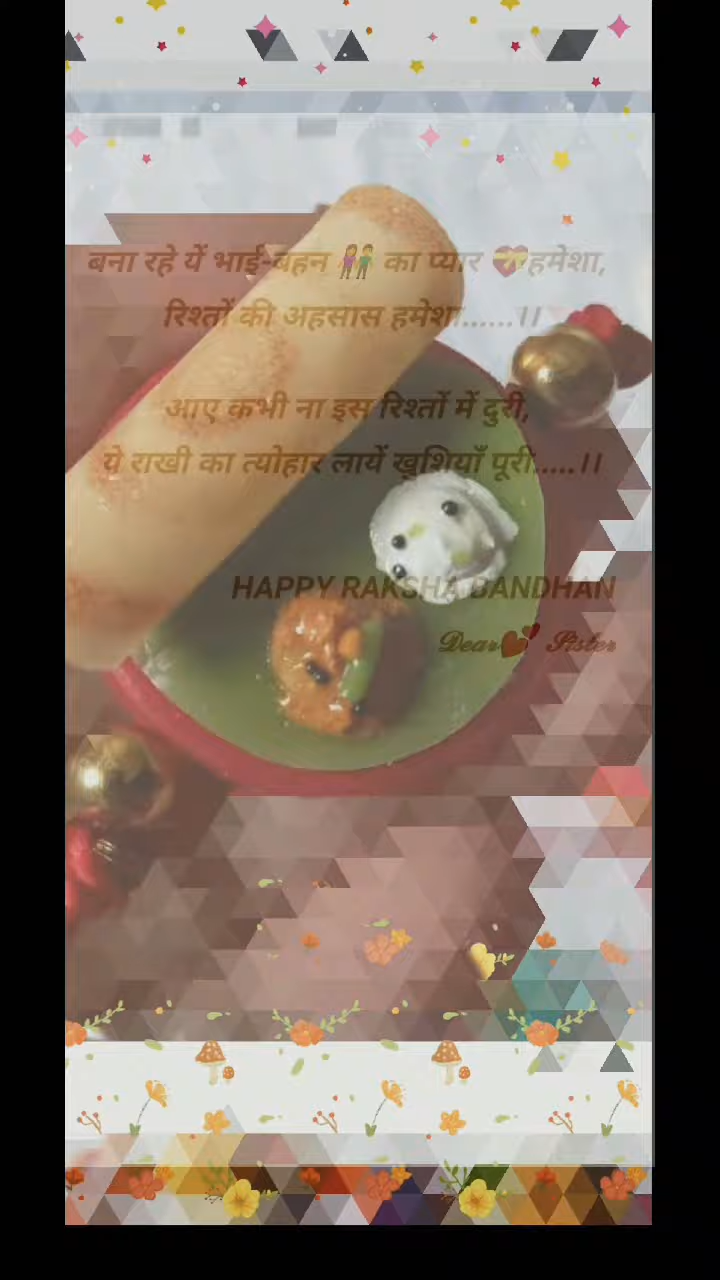 बना रहे यें भाई-बहन 👫 का प्यार 💝हमेशा,
रिश्तों की अहसास हमेशा......।।
आए कभी ना इस रिश्तों में दुरी,
ये राखी का त्योहार लायें खुशियाँ पूरी.....।।
HAPPY RAKSHA BANDHAN
Dear💕 Sister